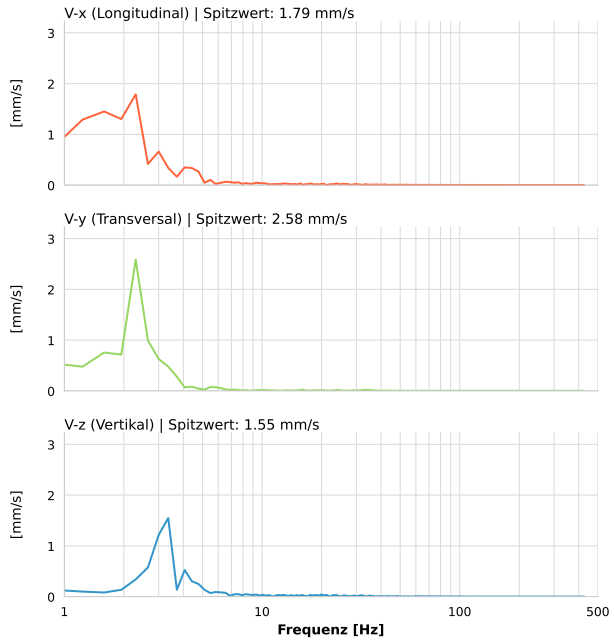 V-x (Longitudinal) | Spitzwert: 1.79 mm/s
3
2
1
0
[mm/s]
V-y (Transversal) | Spitzwert: 2.58 mm/s
3
2
1
0
[mm/s]
V-z (Vertikal) | Spitzwert: 1.55 mm/s
3
2
1
0
[mm/s]
1 10 100 500
Frequenz [Hz]